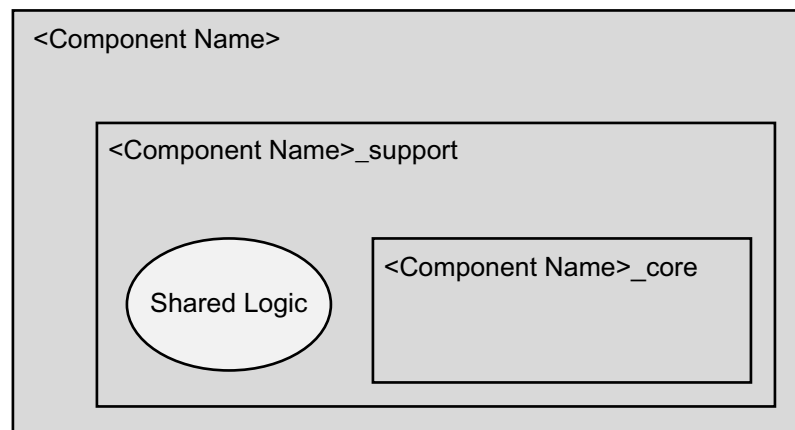 <Component Name>
<Component Name>_support
<Component Name>_core
Shared Logic